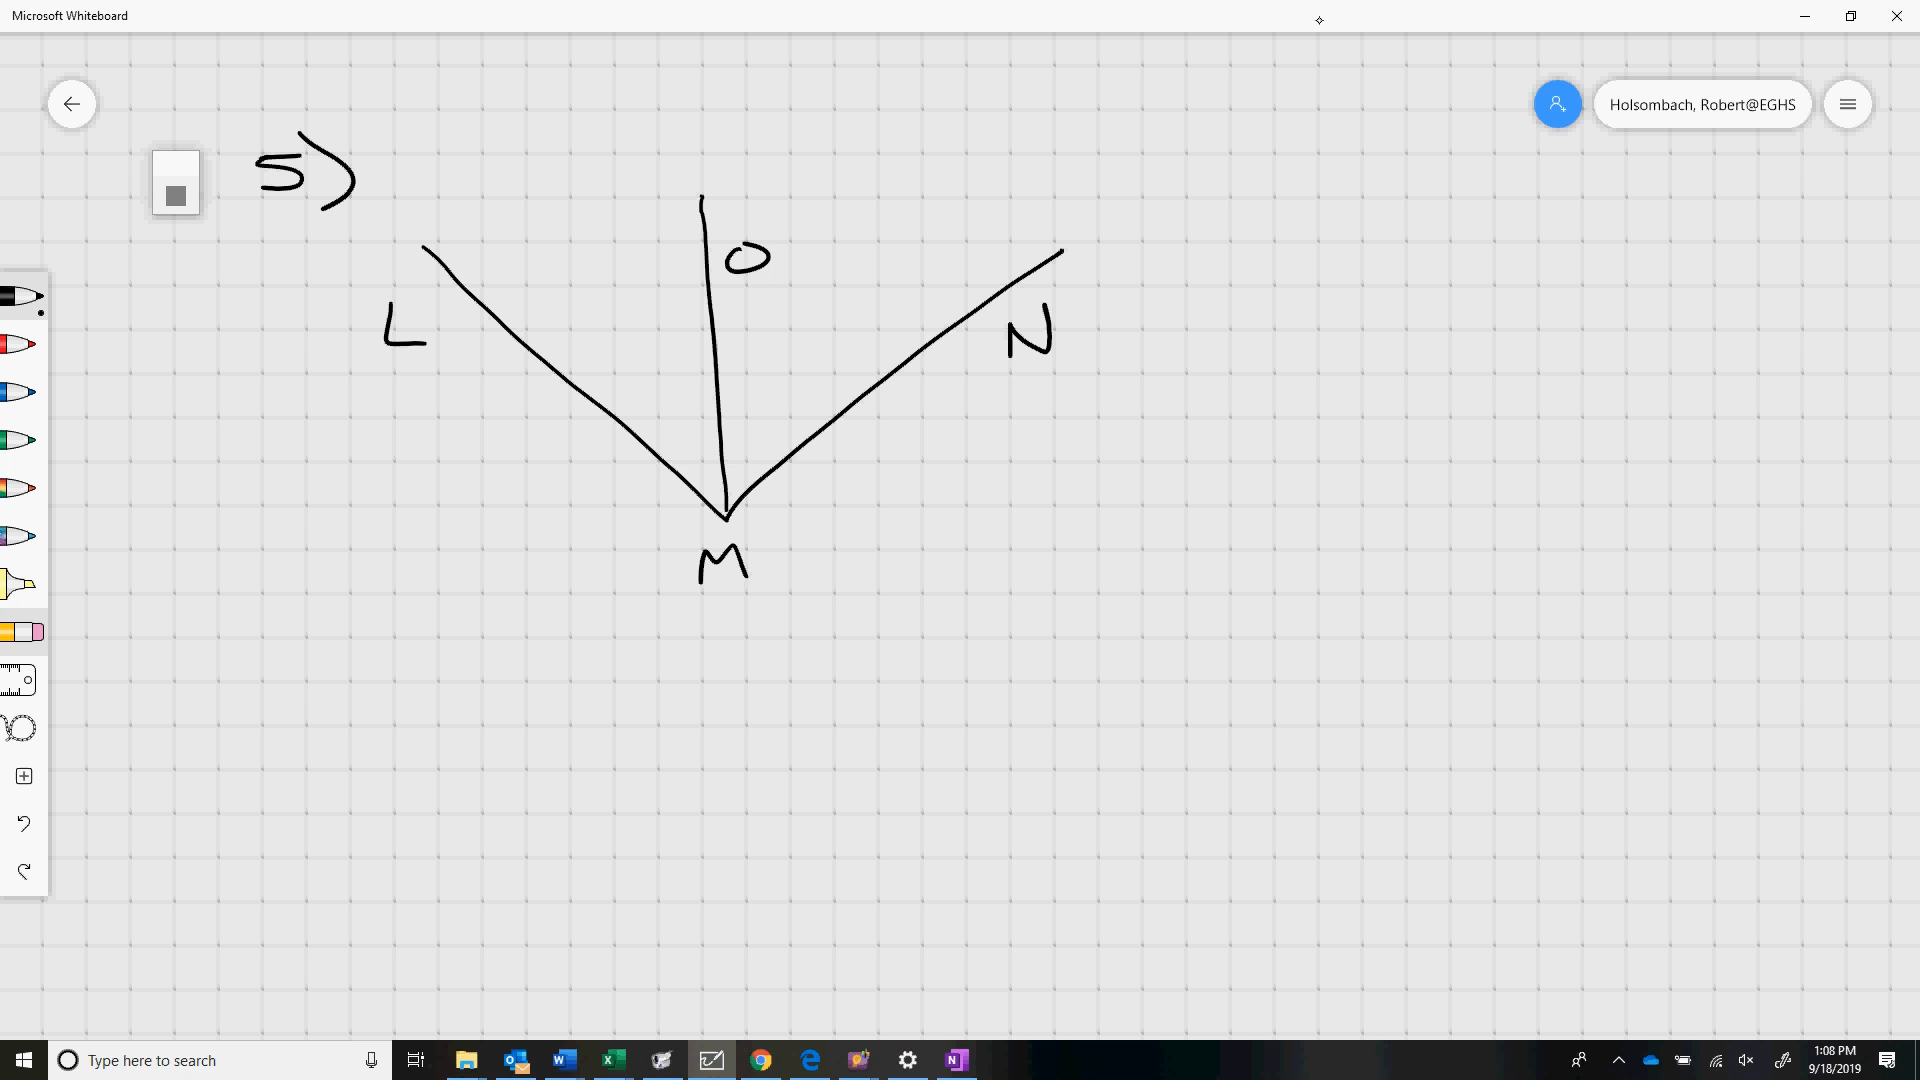 Microsoft Whiteboard
Holsombach, Robert@EGHS
5)
O
L
N
M
Type here to search
1:08 PM
9/18/2019